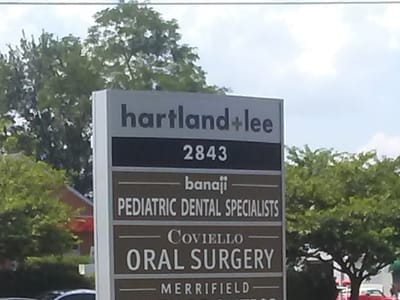 hartland+lee
2843
banaji
PEDIATRIC DENTAL SPECIALISTS
COVIELLO
ORAL SURGERY
MERRIFIELD